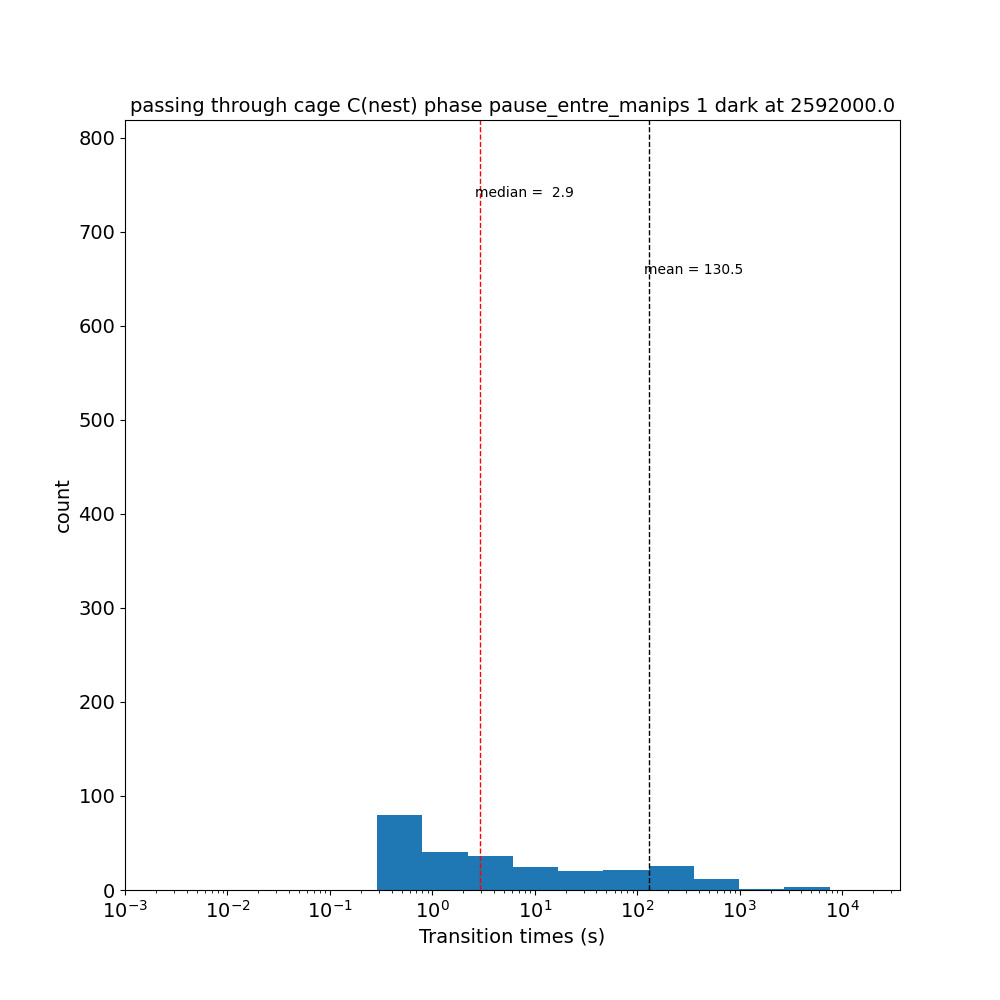 passing through cage C(nest) phase pause_entre_manips 1 dark at 2592000.0
800
median =  2.9
700
mean = 130.5
600
500
count
400
300
200
100
0
10⁻³ 10⁻² 10⁻¹ 10⁰ 10¹ 10² 10³ 10⁴
Transition times (s)